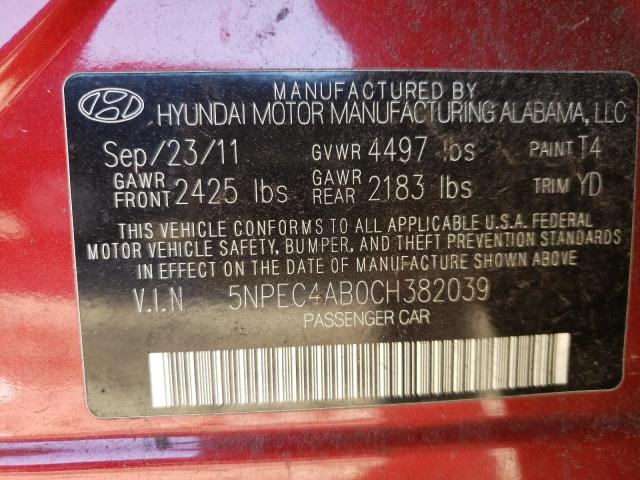 MANUFACTURED BY
HYUNDAI MOTOR MANUFACTURING ALABAMA, LLC
Sep/23/11 GVWR 4497 lbs PAINT T4
GAWR FRONT 2425 lbs GAWR REAR 2183 lbs TRIM YD
THIS VEHICLE CONFORMS TO ALL APPLICABLE U.S.A. FEDERAL
MOTOR VEHICLE SAFETY, BUMPER, AND THEFT PREVENTION STANDARDS
IN EFFECT ON THE DATE OF MANUFACTURE SHOWN ABOVE.
V.I.N 5NPEC4AB0CH382039
PASSENGER CAR